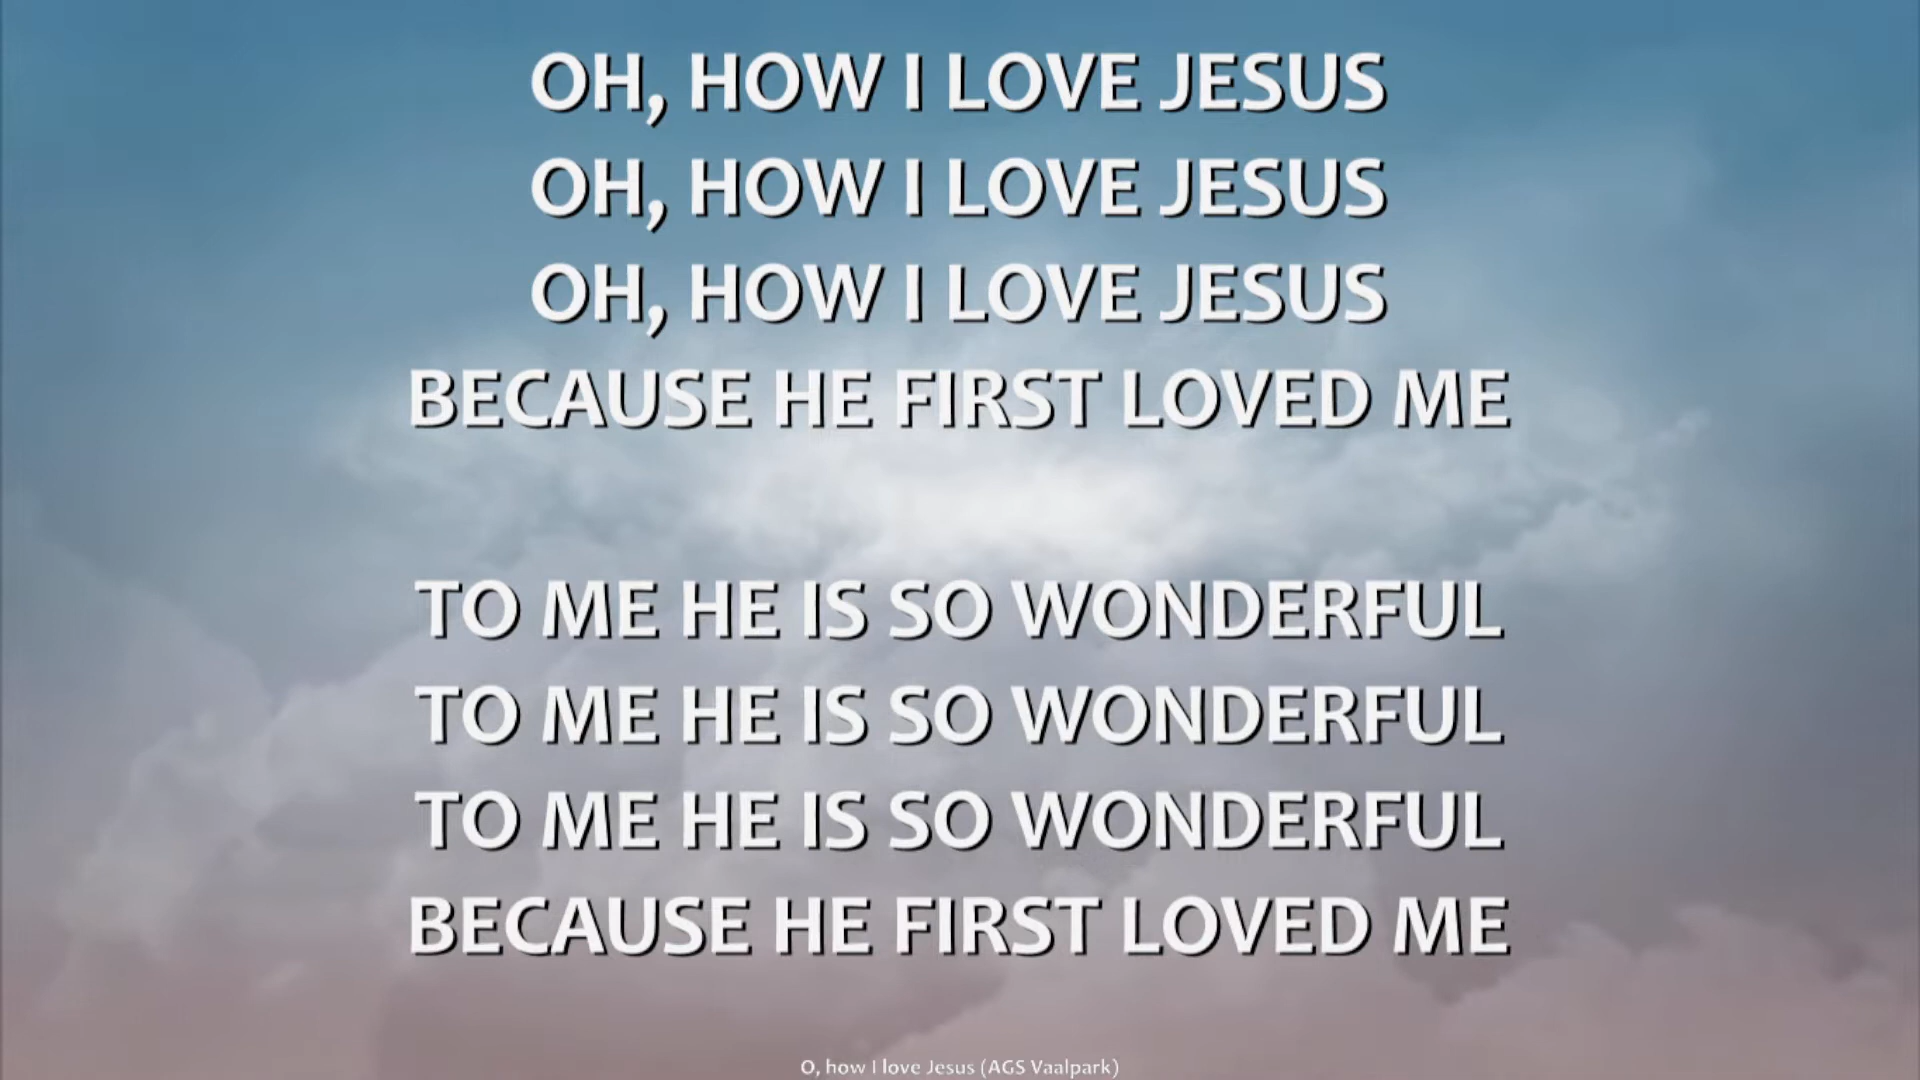 OH, HOW I LOVE JESUS
OH, HOW I LOVE JESUS
OH, HOW I LOVE JESUS
BECAUSE HE FIRST LOVED ME
TO ME HE IS SO WONDERFUL
TO ME HE IS SO WONDERFUL
TO ME HE IS SO WONDERFUL
BECAUSE HE FIRST LOVED ME
O, how I love Jesus (AGS Vaalpark)